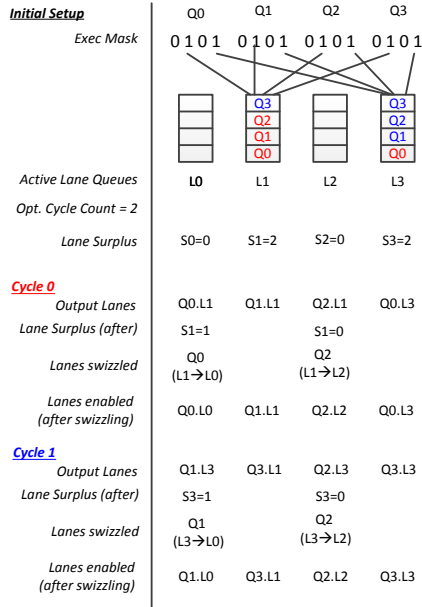 Initial Setup Q0 Q1 Q2 Q3
Exec Mask 0 1 0 1 0 1 0 1 0 1 0 1 0 1 0 1
Q3 Q3
Q2 Q2
Q1 Q1
Q0 Q0
Active Lane Queues L0 L1 L2 L3
Opt. Cycle Count = 2
Lane Surplus S0=0 S1=2 S2=0 S3=2
Cycle 0
Output Lanes Q0.L1 Q1.L1 Q2.L1 Q0.L3
Lane Surplus (after) S1=1 S1=0
Lanes swizzled Q0 Q2
(L1→L0) (L1→L2)
Lanes enabled
(after swizzling) Q0.L0 Q1.L1 Q2.L2 Q0.L3
Cycle 1
Output Lanes Q1.L3 Q3.L1 Q2.L3 Q3.L3
Lane Surplus (after) S3=1 S3=0
Lanes swizzled Q1 Q2
(L3→L0) (L3→L2)
Lanes enabled
(after swizzling) Q1.L0 Q3.L1 Q2.L2 Q3.L3